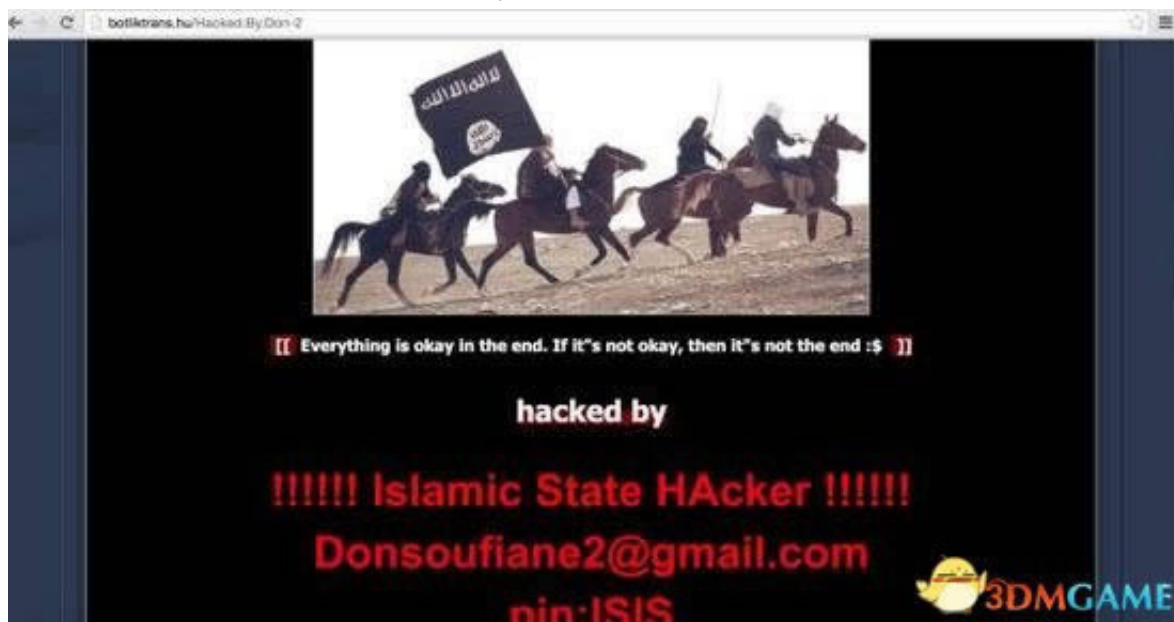 botliktrans.hu/Hacked.By.Don-2
لا اله الا الله
[[ Everything is okay in the end. If it"s not okay, then it"s not the end :$ ]]
hacked by
!!!!!! Islamic State HAcker !!!!!!
Donsoufiane2@gmail.com
pin:ISIS
3DMGAME